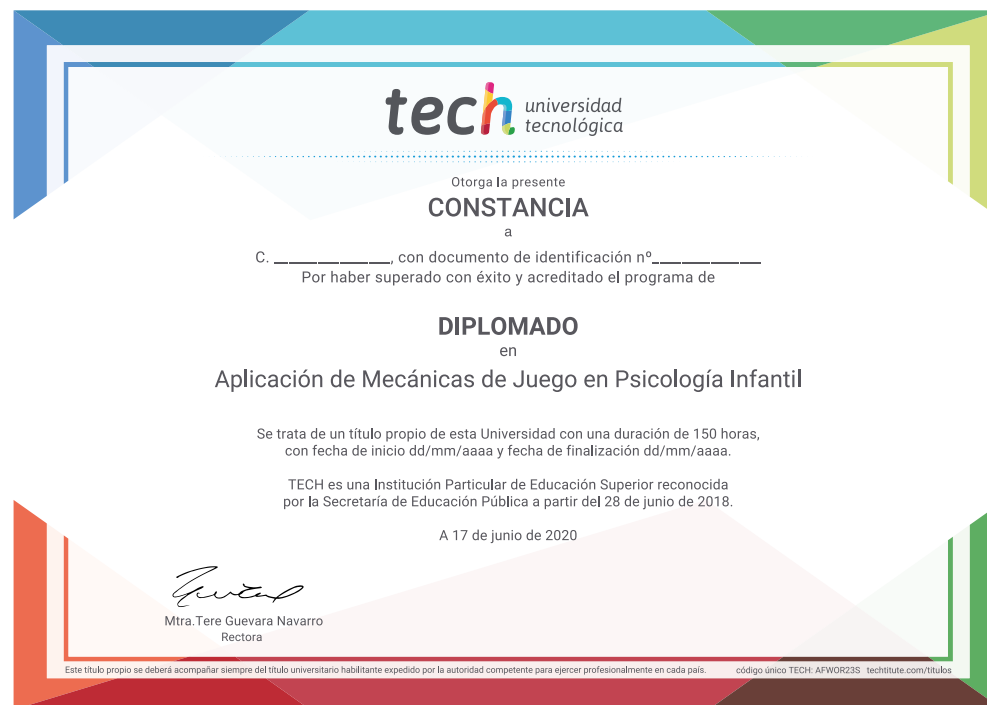 tech universidad
tecnológica
Otorga la presente
CONSTANCIA
a
C. ______________, con documento de identificación nº______________
Por haber superado con éxito y acreditado el programa de
DIPLOMADO
en
Aplicación de Mecánicas de Juego en Psicología Infantil
Se trata de un título propio de esta Universidad con una duración de 150 horas,
con fecha de inicio dd/mm/aaaa y fecha de finalización dd/mm/aaaa.
TECH es una Institución Particular de Educación Superior reconocida
por la Secretaría de Educación Pública a partir del 28 de junio de 2018.
A 17 de junio de 2020
Mtra.Tere Guevara Navarro
Rectora
Este título propio se deberá acompañar siempre del título universitario habilitante expedido por la autoridad competente para ejercer profesionalmente en cada país. código único TECH: AFWOR23S techtitute.com/titulos